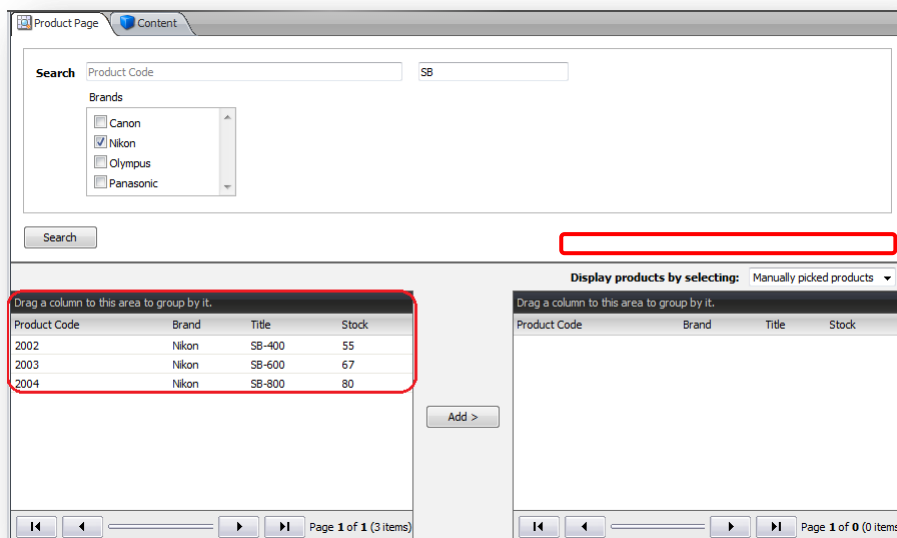 Product Page Content
Search Product Code SB
Brands
Canon
Nikon
Olympus
Panasonic
Search
Display products by selecting: Manually picked products
Drag a column to this area to group by it.
Product Code Brand Title Stock
2002 Nikon SB-400 55
2003 Nikon SB-600 67
2004 Nikon SB-800 80
Page 1 of 1 (3 items)
Add >
Drag a column to this area to group by it.
Product Code Brand Title Stock
Page 1 of 0 (0 items